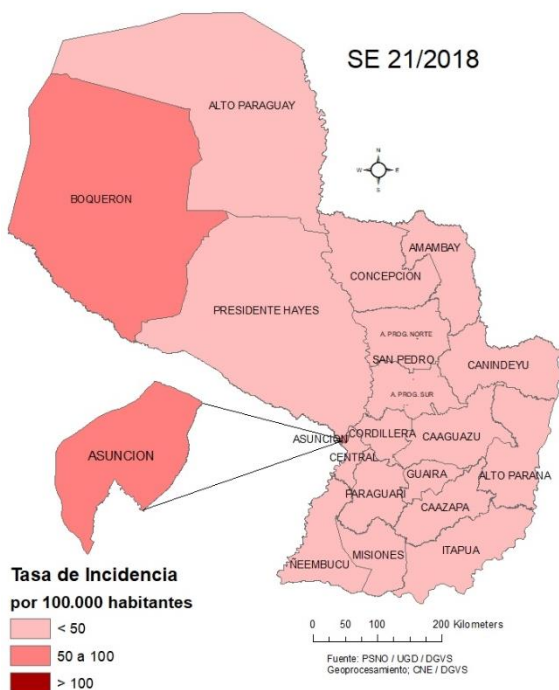 SE 21/2018
ALTO PARAGUAY
BOQUERON
N
W E
S
AMAMBAY
CONCEPCION
PRESIDENTE HAYES
A. PROG. NORTE
SAN PEDRO
CANINDEYU
A. PROG. SUR
ASUNCION
CORDILLERA
CAAGUAZU
ASUNCION
CENTRAL
GUAIRA
ALTO PARANA
PARAGUARI
CAAZAPA
ÑEEMBUCU
MISIONES
ITAPUA
Tasa de Incidencia
por 100.000 habitantes
< 50
50 a 100
> 100
0 50 100 200 Kilometers
Fuente: PSNO / UGD / DGVS
Geoprocesamiento; CNE / DGVS